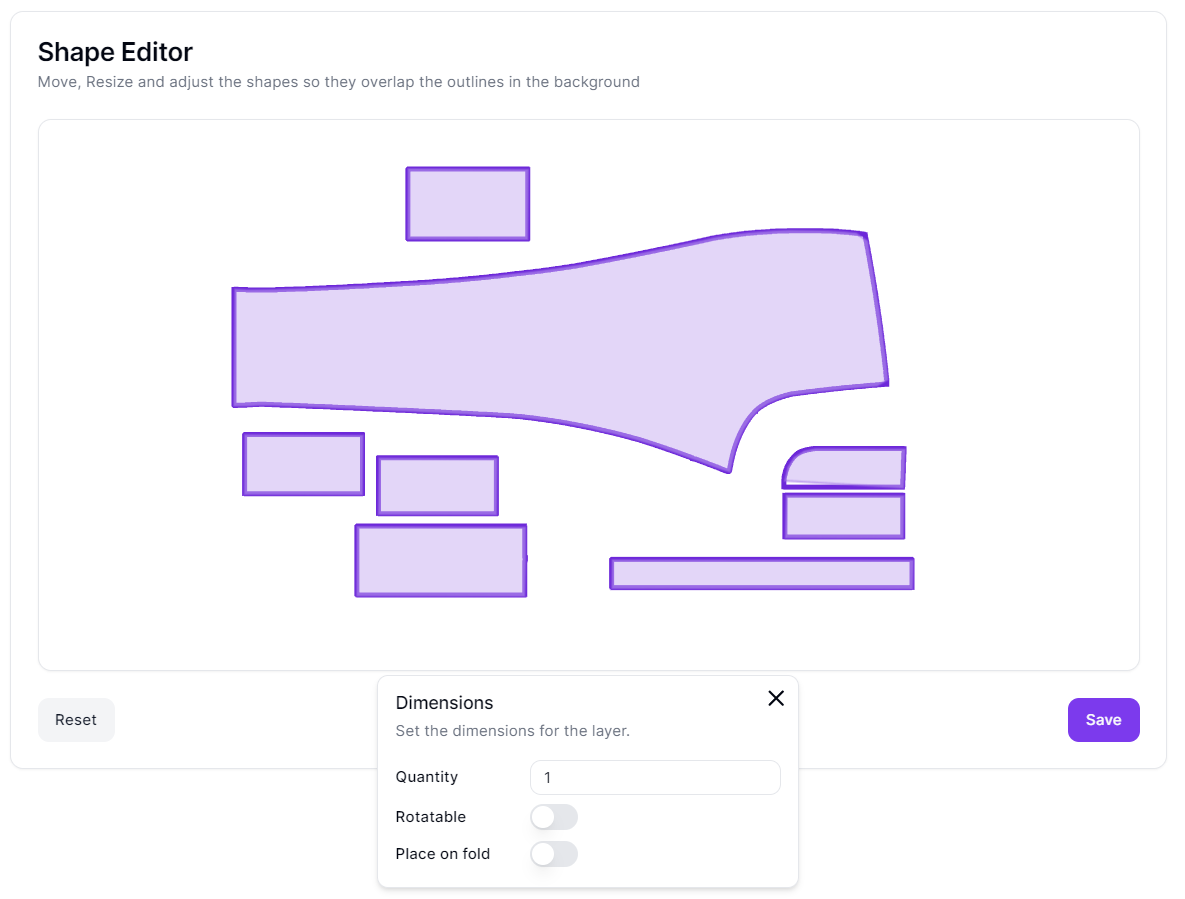 Shape Editor
Move, Resize and adjust the shapes so they overlap the outlines in the background
Reset
Save
Dimensions
Set the dimensions for the layer.
Quantity
1
Rotatable
Place on fold